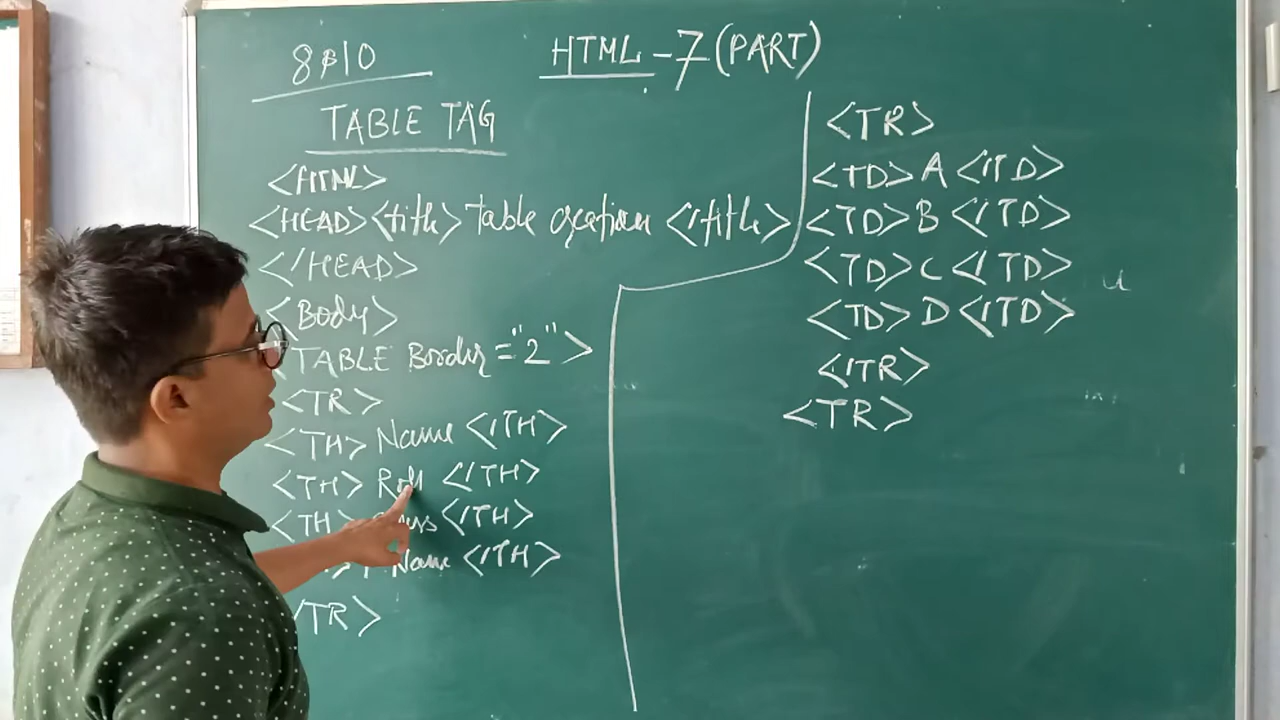 HTML-7 (PART)
TABLE TAG
<HTML>
<HEAD><title>Table creation </title>
</HEAD>
<Body>
TABLE Border="2">
<TR>
<TH> Name </TH>
<TH> Roll </TH>
<TH> </TH>
Name </TH>
/TR>
<TR>
<TD> A </TD>
<TD> B </TD>
<TD> C </TD>
<TD> D </TD>
</TR>
<TR>